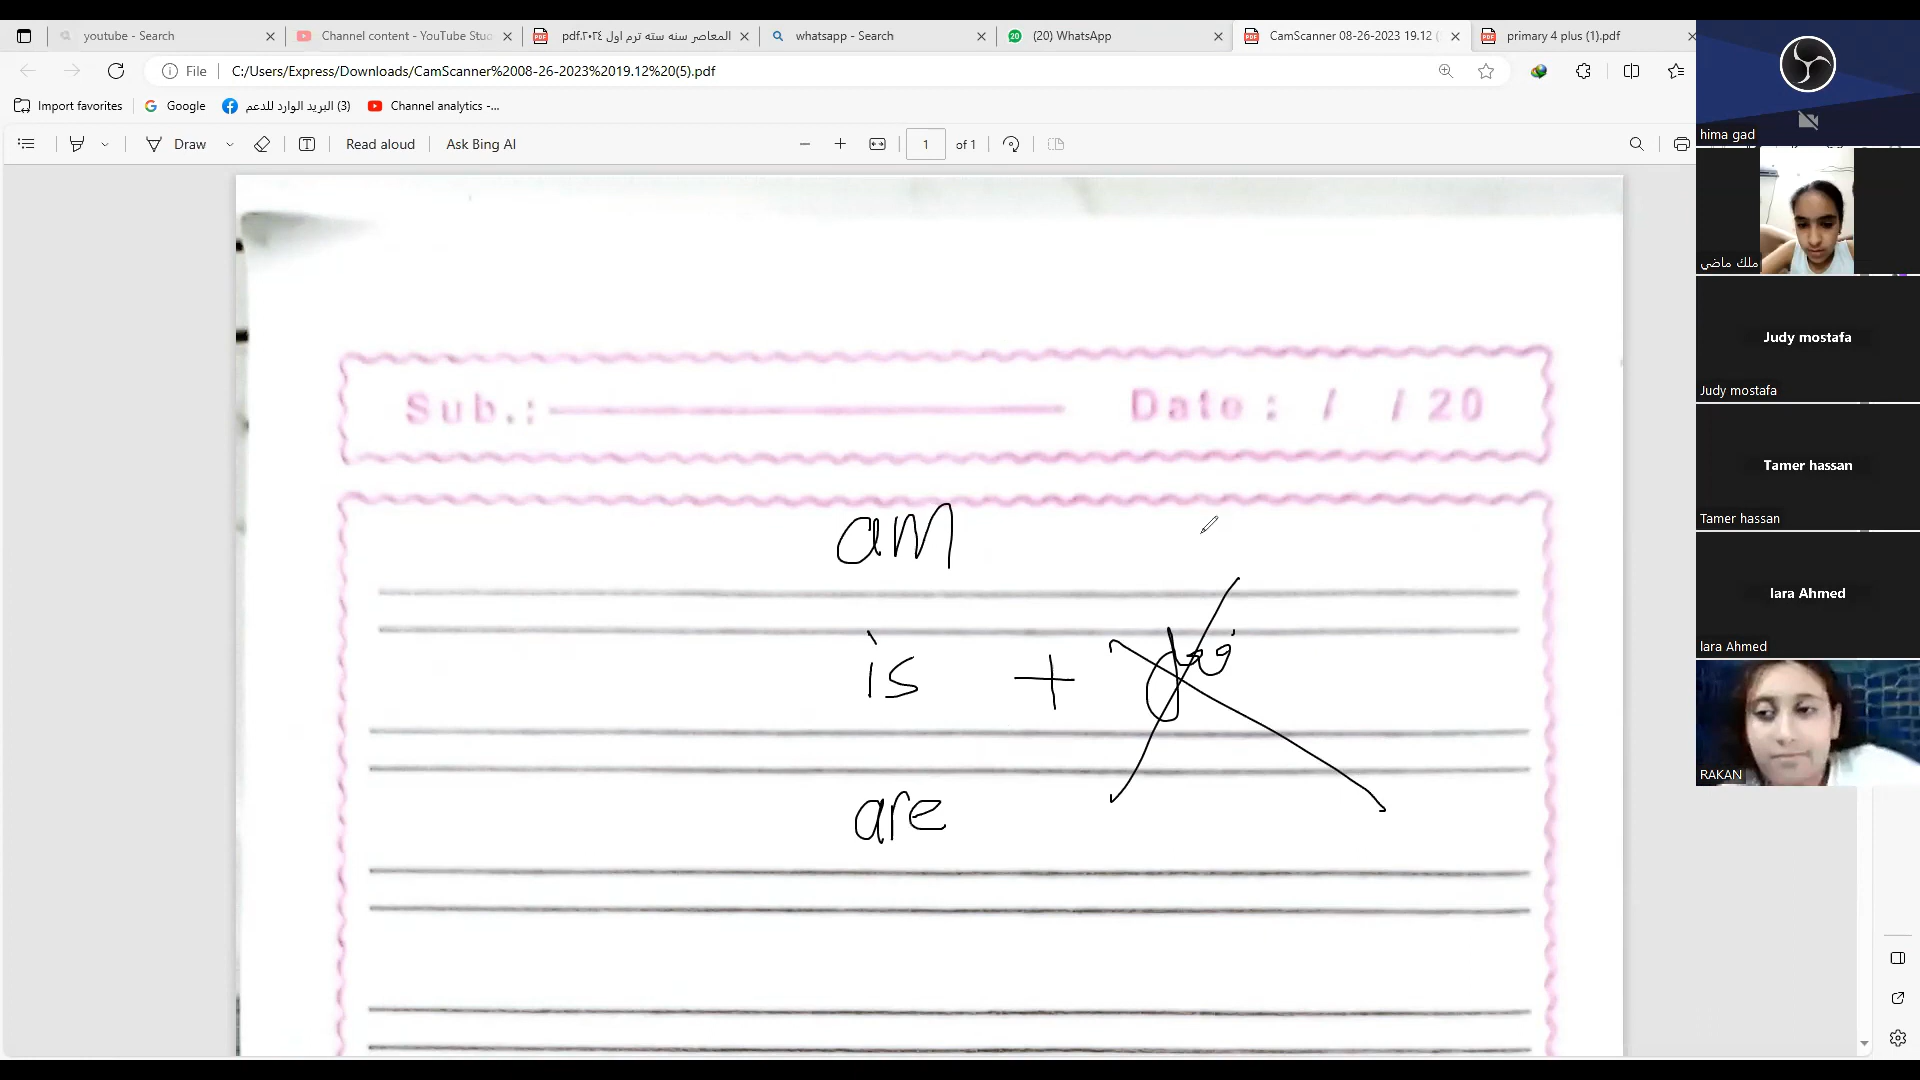 youtube - Search
Channel content - YouTube Stu
المعاصر سنه سته ترم اول ٢٠٢٤.pdf
whatsapp - Search
(20) WhatsApp
CamScanner 08-26-2023 19.12 (
primary 4 plus (1).pdf
File
C:/Users/Express/Downloads/CamScanner%2008-26-2023%2019.12%20(5).pdf
Import favorites
Google
(3) البريد الوارد للدعم
Channel analytics -...
Draw
Read aloud
Ask Bing AI
1
of 1
Sub.:
Date : / / 20
am
is +
are
hima gad
ملك ماضي
Judy mostafa
Judy mostafa
Tamer hassan
Tamer hassan
lara Ahmed
lara Ahmed
RAKAN